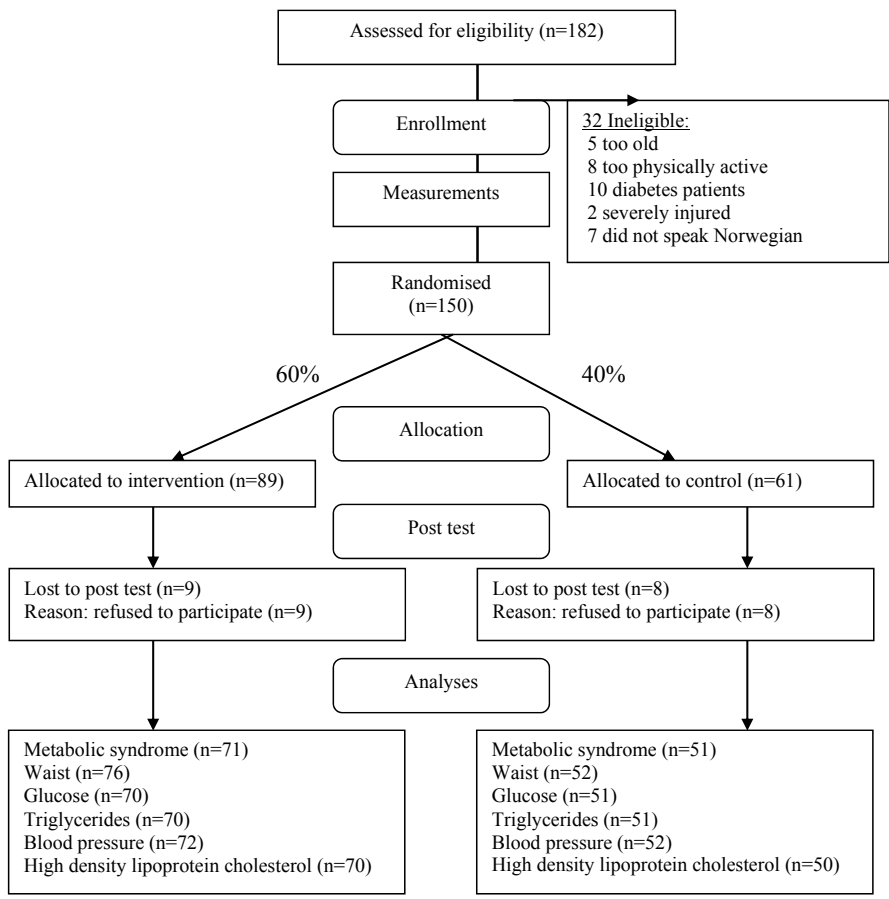 Assessed for eligibility (n=182)
Enrollment
32 Ineligible:
5 too old
8 too physically active
10 diabetes patients
2 severely injured
7 did not speak Norwegian
Measurements
Randomised
(n=150)
60%
40%
Allocation
Allocated to intervention (n=89)
Allocated to control (n=61)
Post test
Lost to post test (n=9)
Reason: refused to participate (n=9)
Lost to post test (n=8)
Reason: refused to participate (n=8)
Analyses
Metabolic syndrome (n=71)
Waist (n=76)
Glucose (n=70)
Triglycerides (n=70)
Blood pressure (n=72)
High density lipoprotein cholesterol (n=70)
Metabolic syndrome (n=51)
Waist (n=52)
Glucose (n=51)
Triglycerides (n=51)
Blood pressure (n=52)
High density lipoprotein cholesterol (n=50)